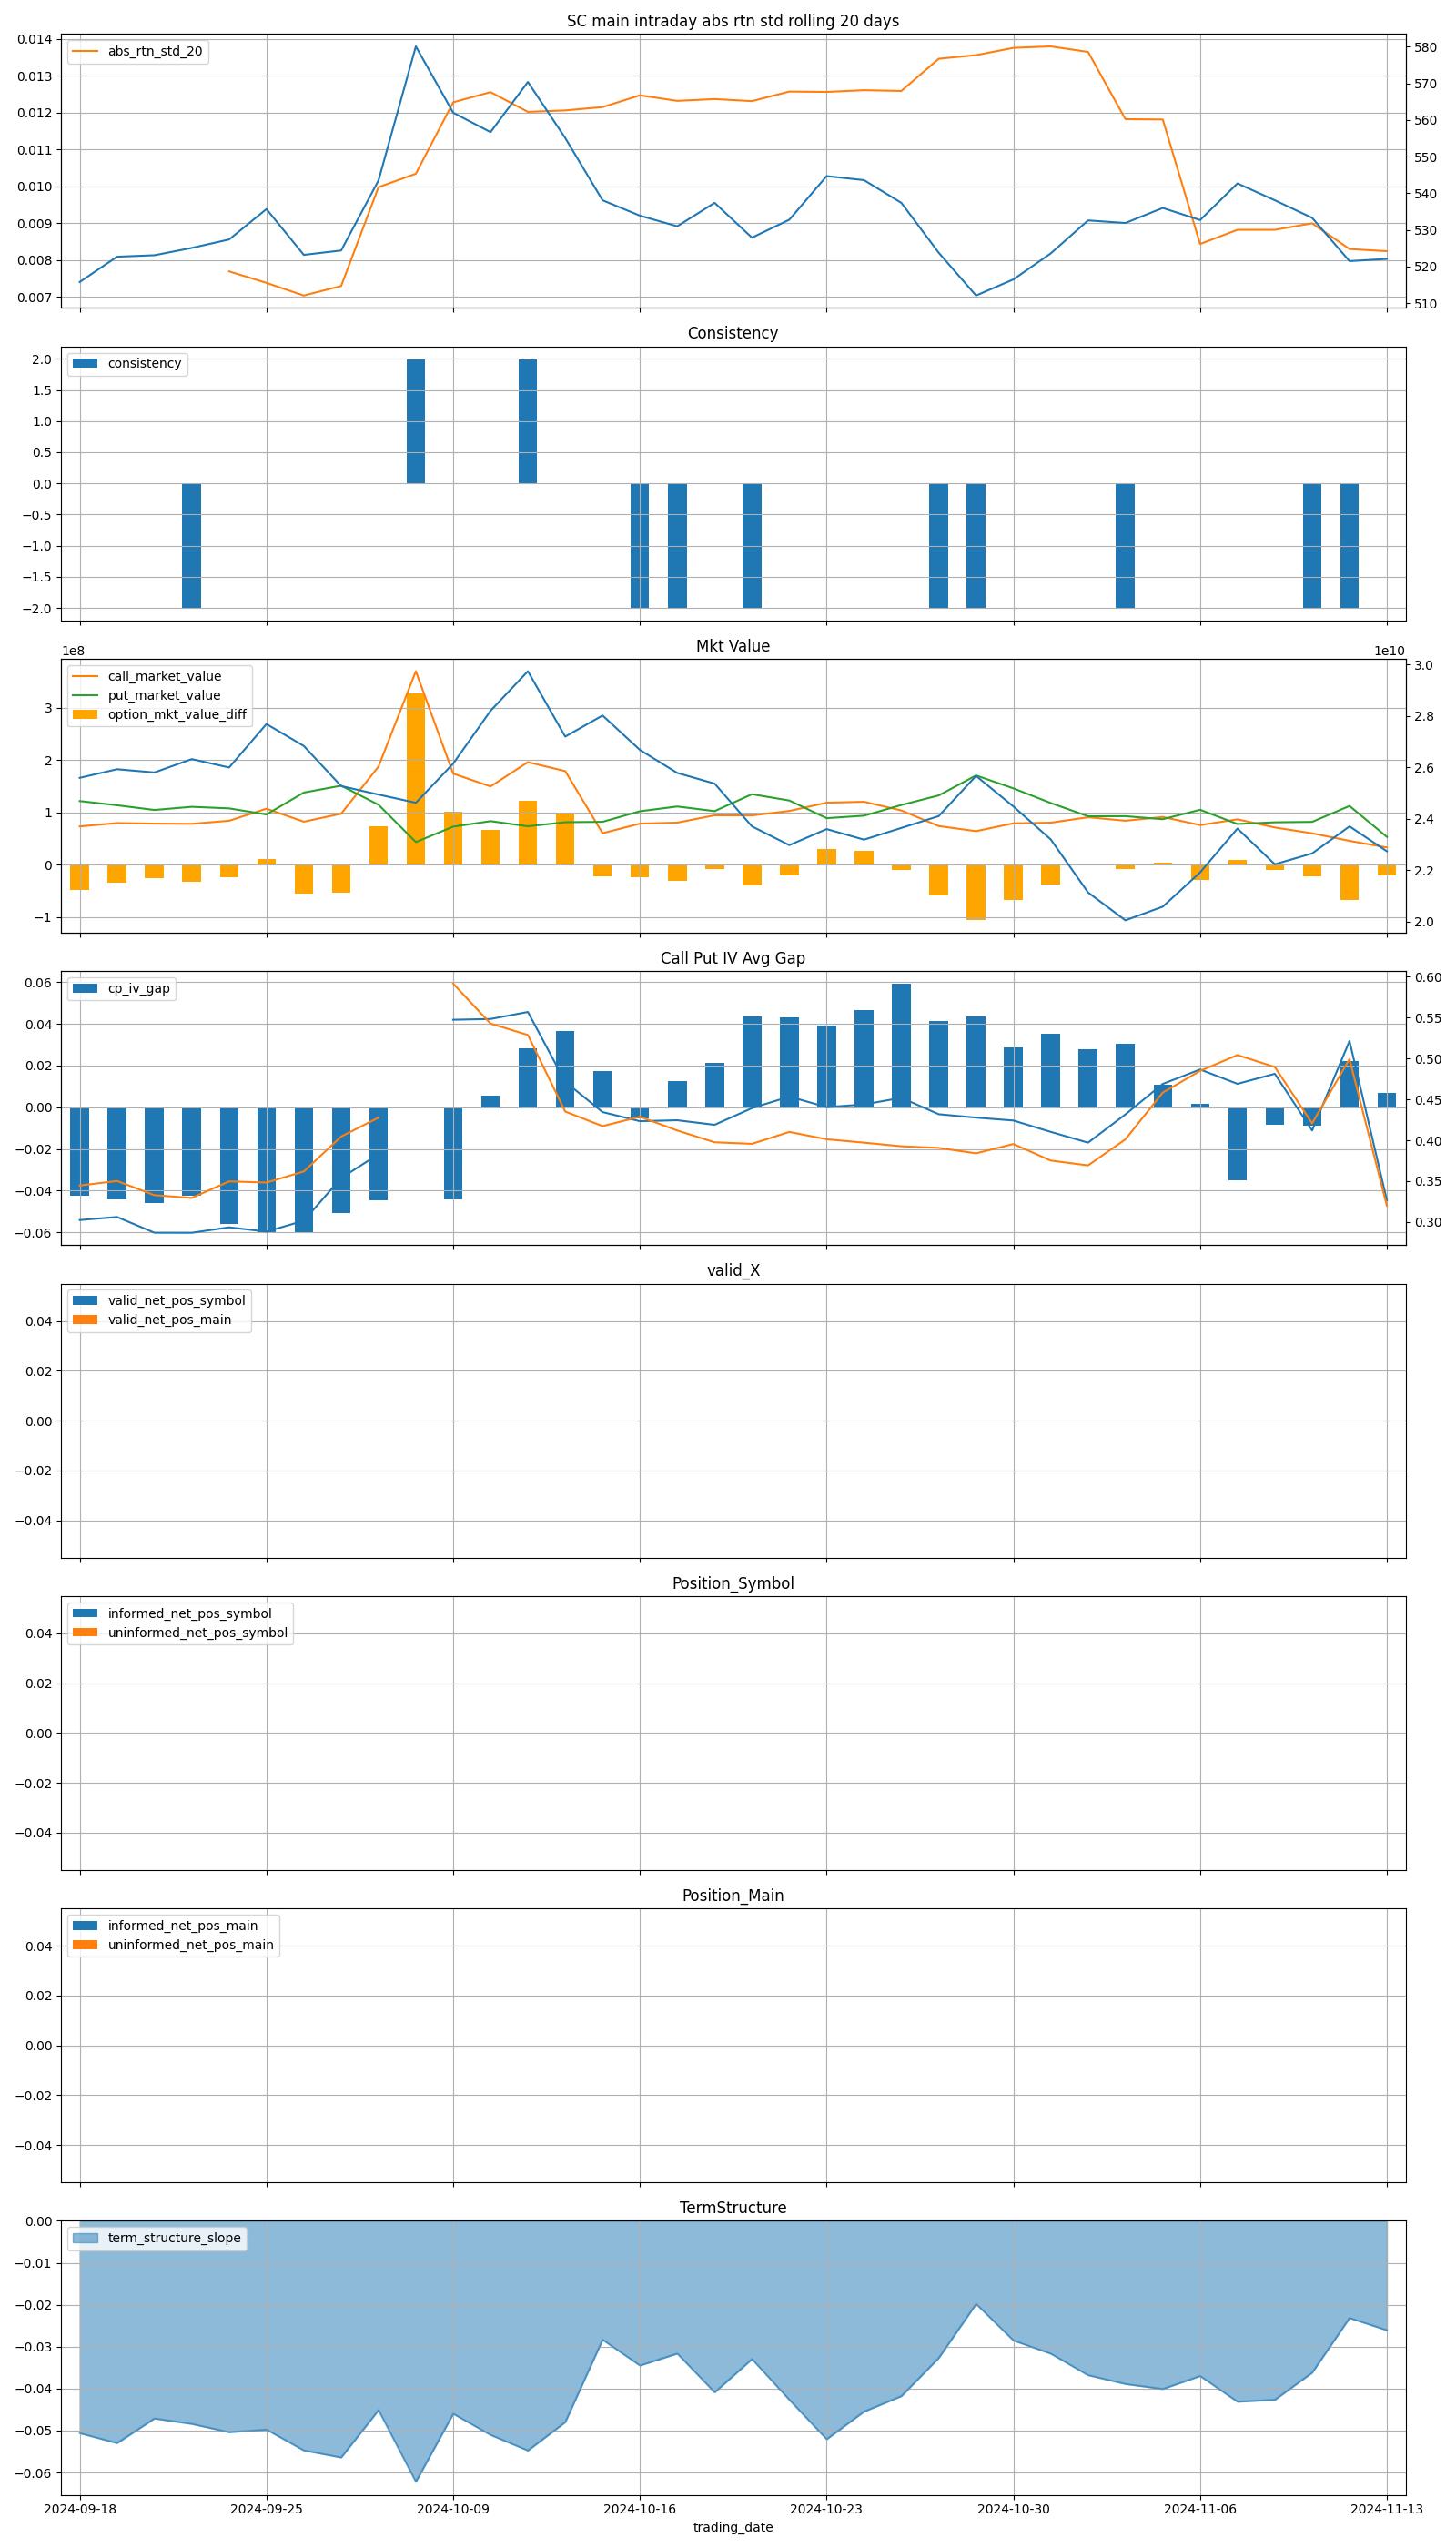 SC main intraday abs rtn std rolling 20 days
abs_rtn_std_20
0.014
0.013
0.012
0.011
0.010
0.009
0.008
0.007
580
570
560
550
540
530
520
510
Consistency
consistency
2.0
1.5
1.0
0.5
0.0
−0.5
−1.0
−1.5
−2.0
Mkt Value
1e8
1e10
call_market_value
put_market_value
option_mkt_value_diff
3
2
1
0
−1
3.0
2.8
2.6
2.4
2.2
2.0
Call Put IV Avg Gap
cp_iv_gap
0.06
0.04
0.02
0.00
−0.02
−0.04
−0.06
0.60
0.55
0.50
0.45
0.40
0.35
0.30
valid_X
valid_net_pos_symbol
valid_net_pos_main
0.04
0.02
0.00
−0.02
−0.04
Position_Symbol
informed_net_pos_symbol
uninformed_net_pos_symbol
0.04
0.02
0.00
−0.02
−0.04
Position_Main
informed_net_pos_main
uninformed_net_pos_main
0.04
0.02
0.00
−0.02
−0.04
TermStructure
term_structure_slope
0.00
−0.01
−0.02
−0.03
−0.04
−0.05
−0.06
2024-09-18 2024-09-25 2024-10-09 2024-10-16 2024-10-23 2024-10-30 2024-11-06 2024-11-13
trading_date